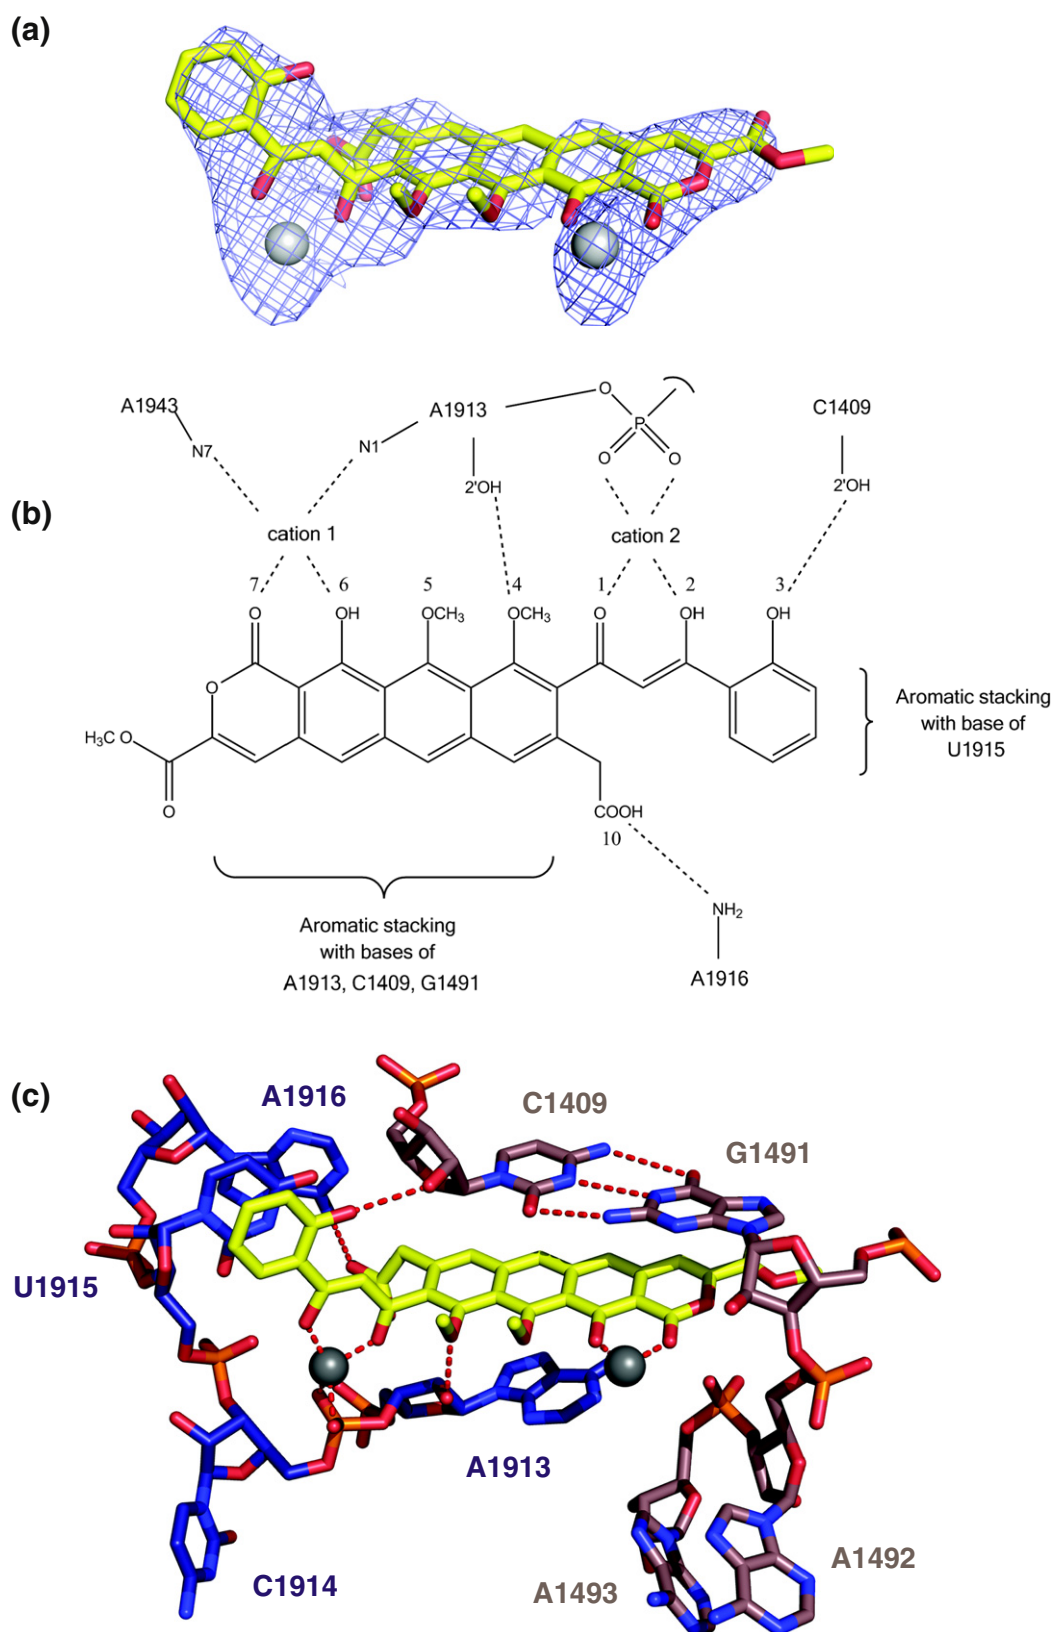 (a)
(b)
A1943
A1913
O
C1409
N7
N1
P
O O
2'OH
2'OH
cation 1
cation 2
7 6 5 4 1 2 3
O OH OCH₃ OCH₃ O OH OH
O
H₃C O
O
COOH
10
Aromatic stacking
with base of
U1915
NH₂
A1916
Aromatic stacking
with bases of
A1913, C1409, G1491
(c)
A1916
C1409
G1491
U1915
A1913
C1914
A1493
A1492